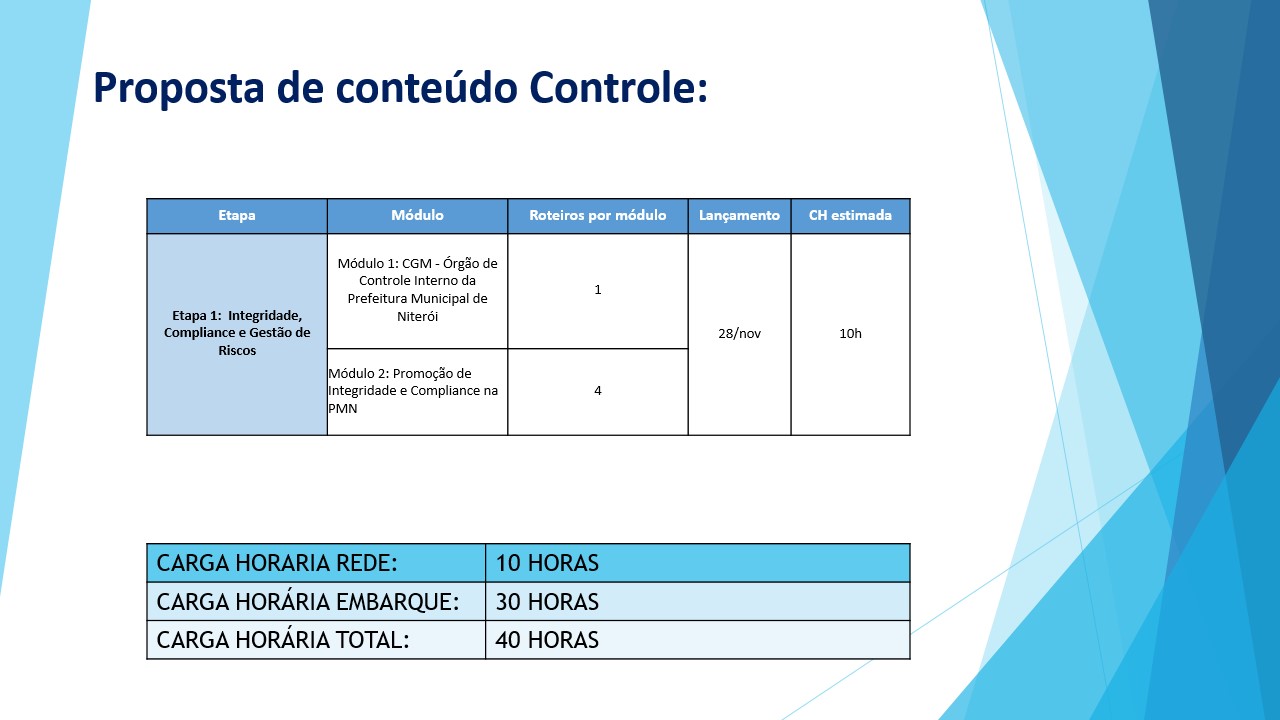 Proposta de conteúdo Controle:
Etapa Módulo Roteiros por módulo Lançamento CH estimada
Etapa 1: Integridade,
Compliance e Gestão de
Riscos
Módulo 1: CGM - Órgão de
Controle Interno da
Prefeitura Municipal de
Niterói
1
Módulo 2: Promoção de
Integridade e Compliance na
PMN
4
28/nov
10h
CARGA HORARIA REDE: 10 HORAS
CARGA HORÁRIA EMBARQUE: 30 HORAS
CARGA HORÁRIA TOTAL: 40 HORAS